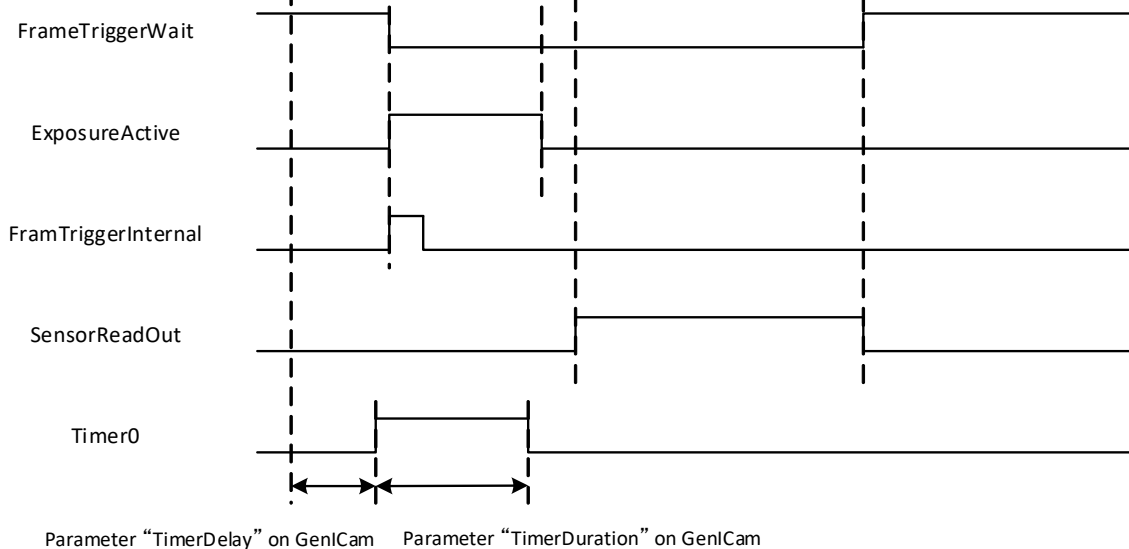 FrameTriggerWait
ExposureActive
FramTriggerInternal
SensorReadOut
Timer0
Parameter “TimerDelay” on GenICam Parameter “TimerDuration” on GenICam